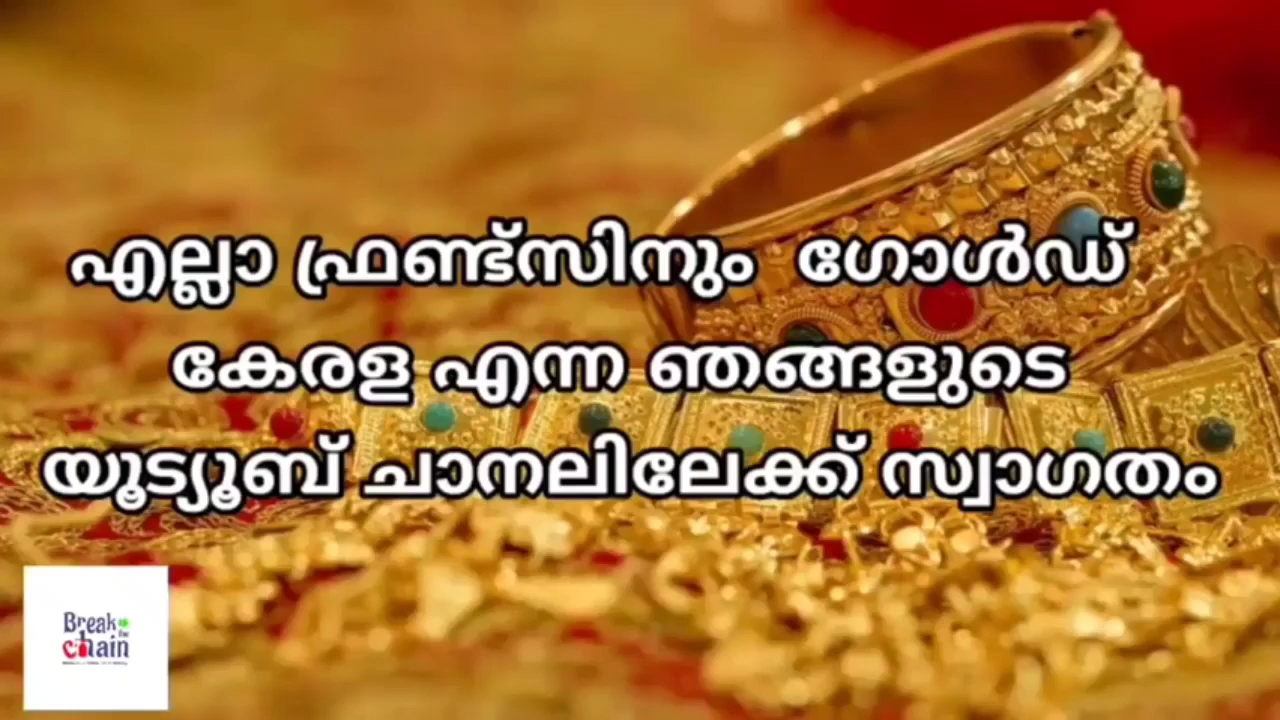 എല്ലാ ഫ്രണ്ട്സിനും ഗോൾഡ്
കേരള എന്ന ഞങ്ങളുടെ
യൂട്യൂബ് ചാനലിലേക്ക് സ്വാഗതം
Break the
Chain